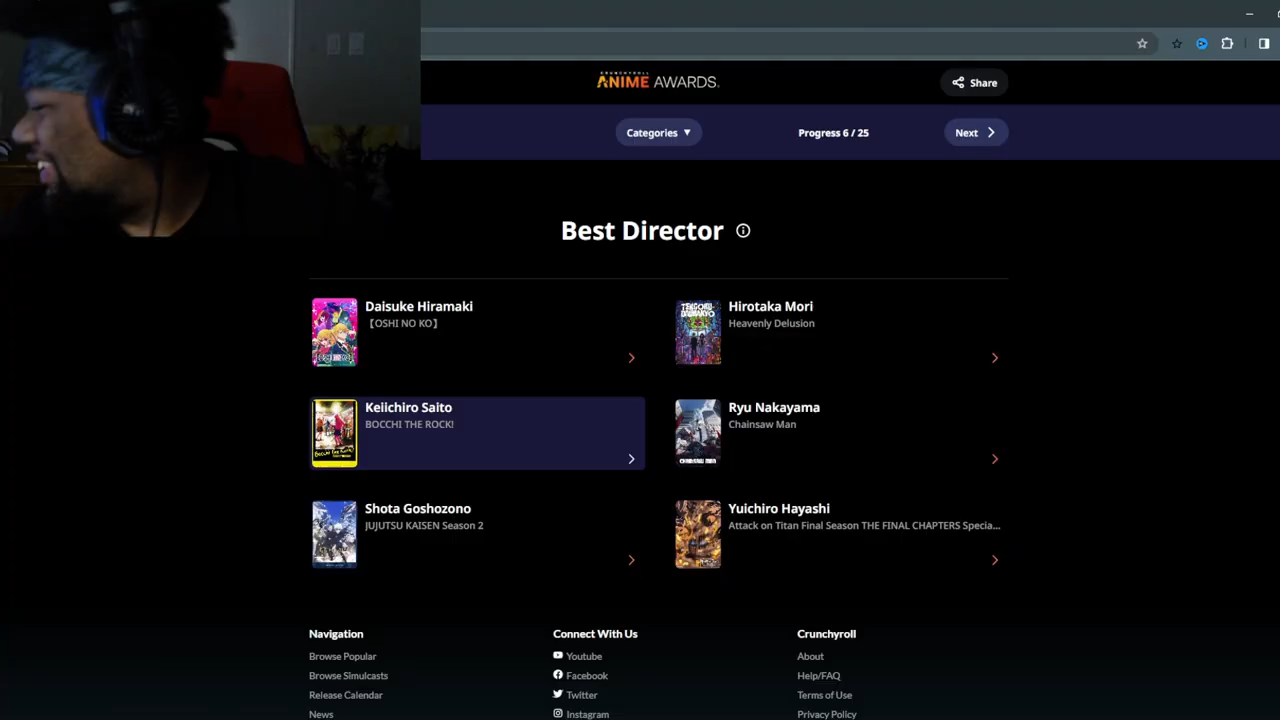 CRUNCHYROLL
ANIME AWARDS.
Share
Categories ▼
Progress 6 / 25
Next
Best Director
Daisuke Hiramaki
【OSHI NO KO】
Hirotaka Mori
Heavenly Delusion
Keiichiro Saito
BOCCHI THE ROCK!
Ryu Nakayama
Chainsaw Man
CHAINSAW MAN
Shota Goshozono
JUJUTSU KAISEN Season 2
Yuichiro Hayashi
Attack on Titan Final Season THE FINAL CHAPTERS Specia...
Navigation
Browse Popular
Browse Simulcasts
Release Calendar
News
Connect With Us
Youtube
Facebook
Twitter
Instagram
Crunchyroll
About
Help/FAQ
Terms of Use
Privacy Policy